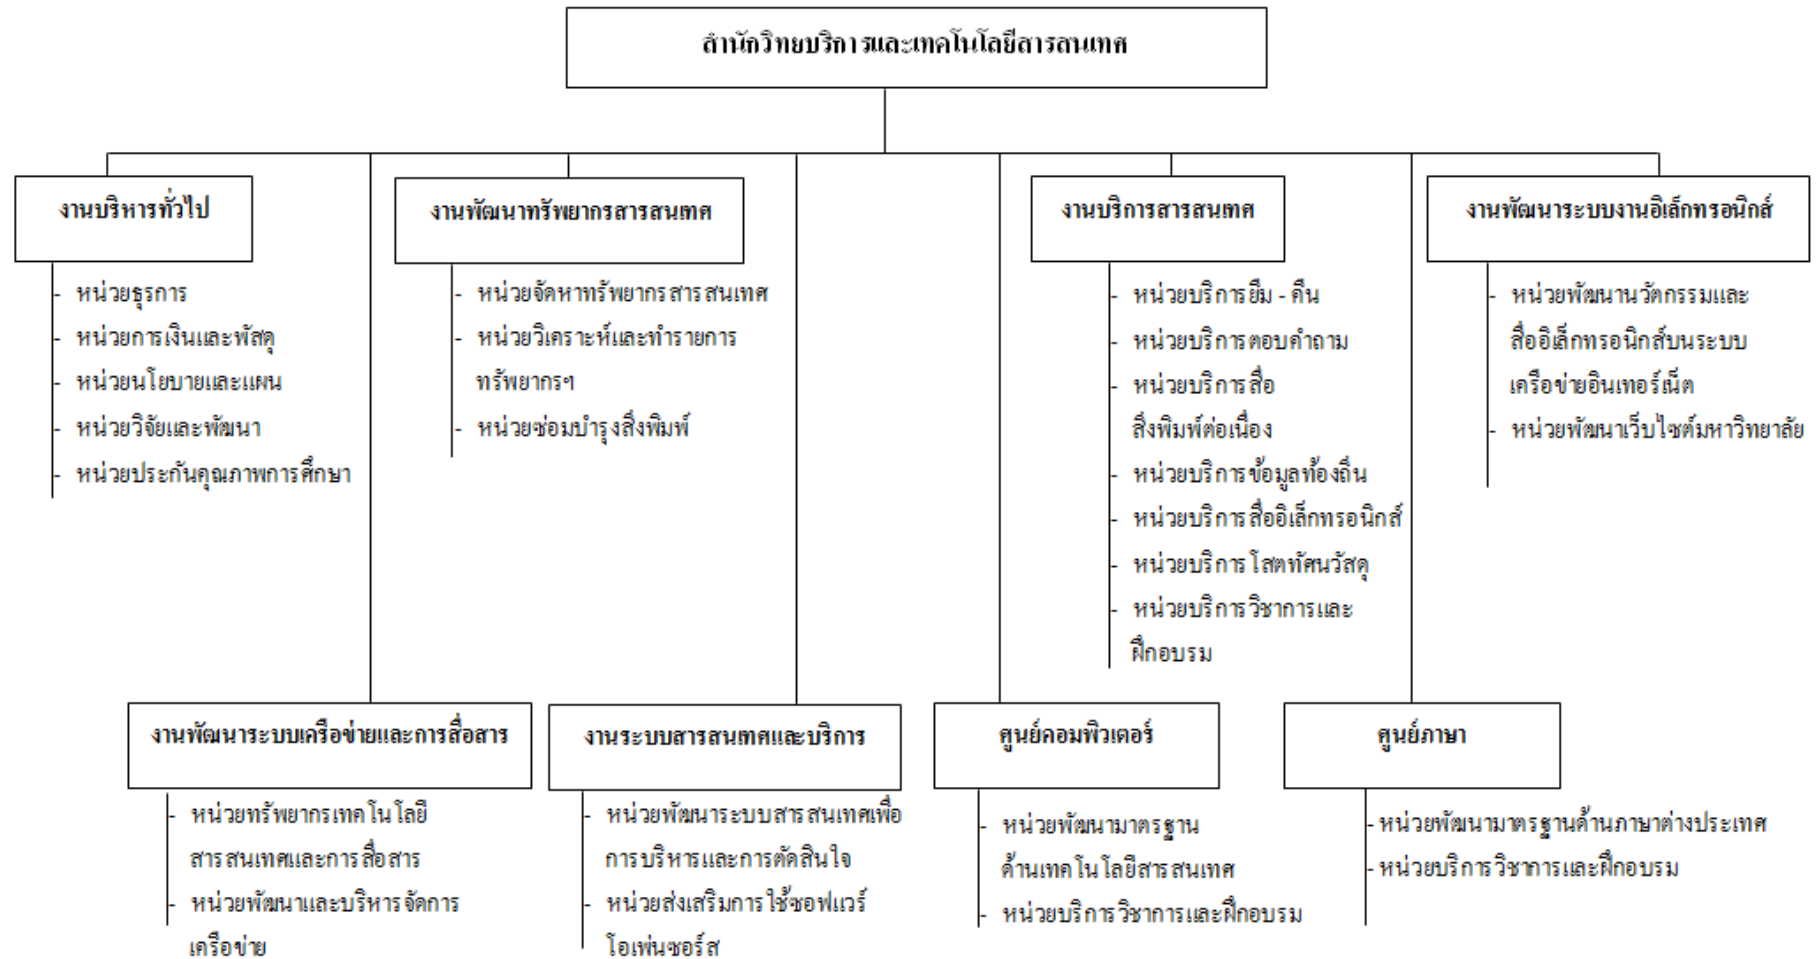 สำนักวิทยบริการและเทคโนโลยีสารสนเทศ
งานบริหารทั่วไป
- หน่วยธุรการ
- หน่วยการเงินและพัสดุ
- หน่วยนโยบายและแผน
- หน่วยวิจัยและพัฒนา
- หน่วยประกันคุณภาพการศึกษา
งานพัฒนาทรัพยากรสารสนเทศ
- หน่วยจัดหาทรัพยากรสารสนเทศ
- หน่วยวิเคราะห์และทำรายการ
ทรัพยากรฯ
- หน่วยซ่อมบำรุงสิ่งพิมพ์
งานบริการสารสนเทศ
- หน่วยบริการยืม - คืน
- หน่วยบริการตอบคำถาม
- หน่วยบริการสื่อ
สิ่งพิมพ์ต่อเนื่อง
- หน่วยบริการข้อมูลท้องถิ่น
- หน่วยบริการสื่ออิเล็กทรอนิกส์
- หน่วยบริการโสตทัศนวัสดุ
- หน่วยบริการวิชาการและ
ฝึกอบรม
งานพัฒนาระบบงานอิเล็กทรอนิกส์
- หน่วยพัฒนานวัตกรรมและ
สื่ออิเล็กทรอนิกส์บนระบบ
เครือข่ายอินเทอร์เน็ต
- หน่วยพัฒนาเว็บไซต์มหาวิทยาลัย
งานพัฒนาระบบเครือข่ายและการสื่อสาร
- หน่วยทรัพยากรเทคโนโลยี
สารสนเทศและการสื่อสาร
- หน่วยพัฒนาและบริหารจัดการ
เครือข่าย
งานระบบสารสนเทศและบริการ
- หน่วยพัฒนาระบบสารสนเทศเพื่อ
การบริหารและการตัดสินใจ
- หน่วยส่งเสริมการใช้ซอฟแวร์
โอเพ่นซอร์ส
ศูนย์คอมพิวเตอร์
- หน่วยพัฒนามาตรฐาน
ด้านเทคโนโลยีสารสนเทศ
- หน่วยบริการวิชาการและฝึกอบรม
ศูนย์ภาษา
- หน่วยพัฒนามาตรฐานด้านภาษาต่างประเทศ
- หน่วยบริการวิชาการและฝึกอบรม